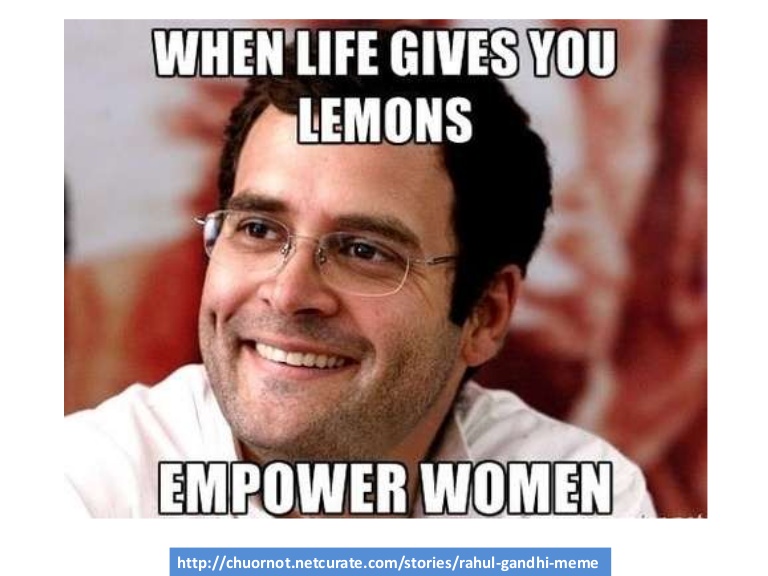 WHEN LIFE GIVES YOU
LEMONS
EMPOWER WOMEN
http://chuornot.netcurate.com/stories/rahul-gandhi-meme